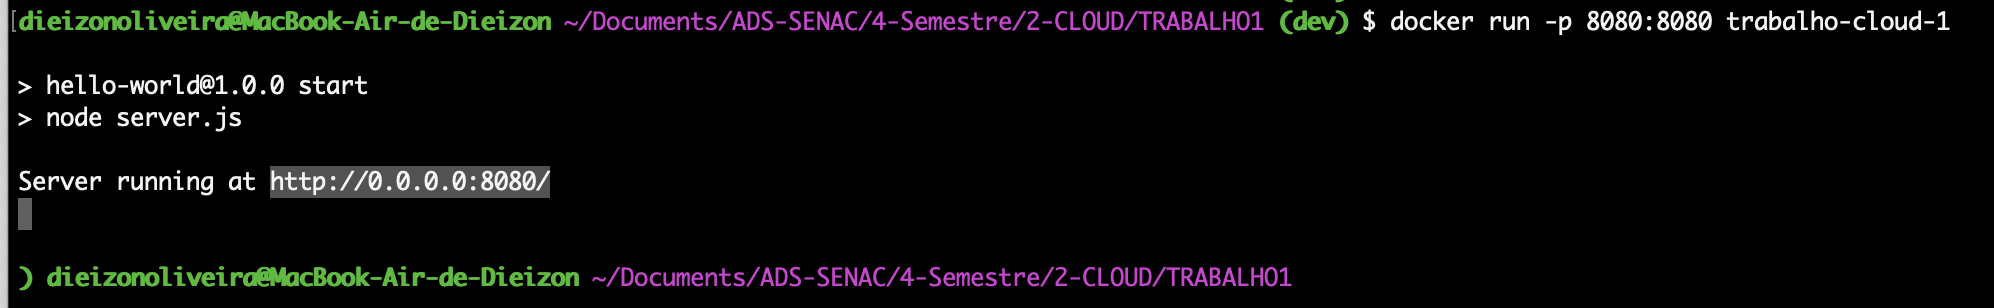 [dieizonoliveira@MacBook-Air-de-Dieizon ~/Documents/ADS-SENAC/4-Semestre/2-CLOUD/TRABALHO1 (dev) $ docker run -p 8080:8080 trabalho-cloud-1
> hello-world@1.0.0 start
> node server.js
Server running at http://0.0.0.0:8080/
) dieizonoliveira@MacBook-Air-de-Dieizon ~/Documents/ADS-SENAC/4-Semestre/2-CLOUD/TRABALHO1